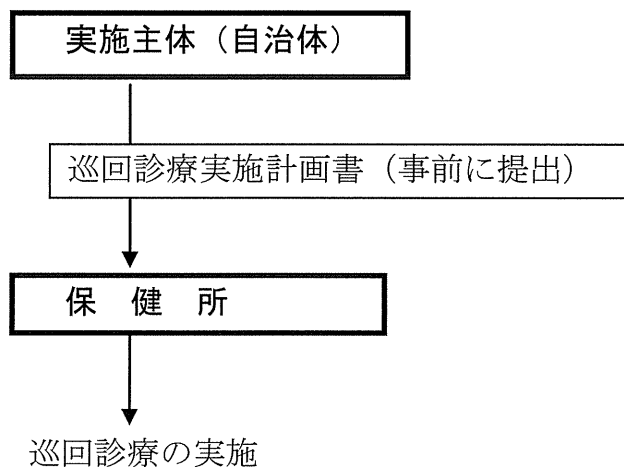 実施主体（自治体）
巡回診療実施計画書（事前に提出）
保　健　所
巡回診療の実施